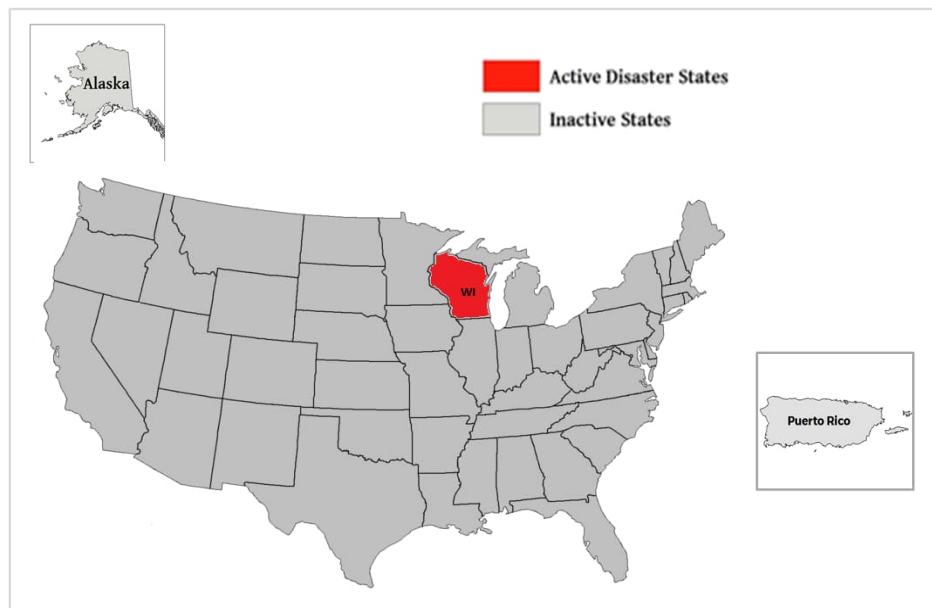 Alaska
Active Disaster States
Inactive States
WI
Puerto Rico